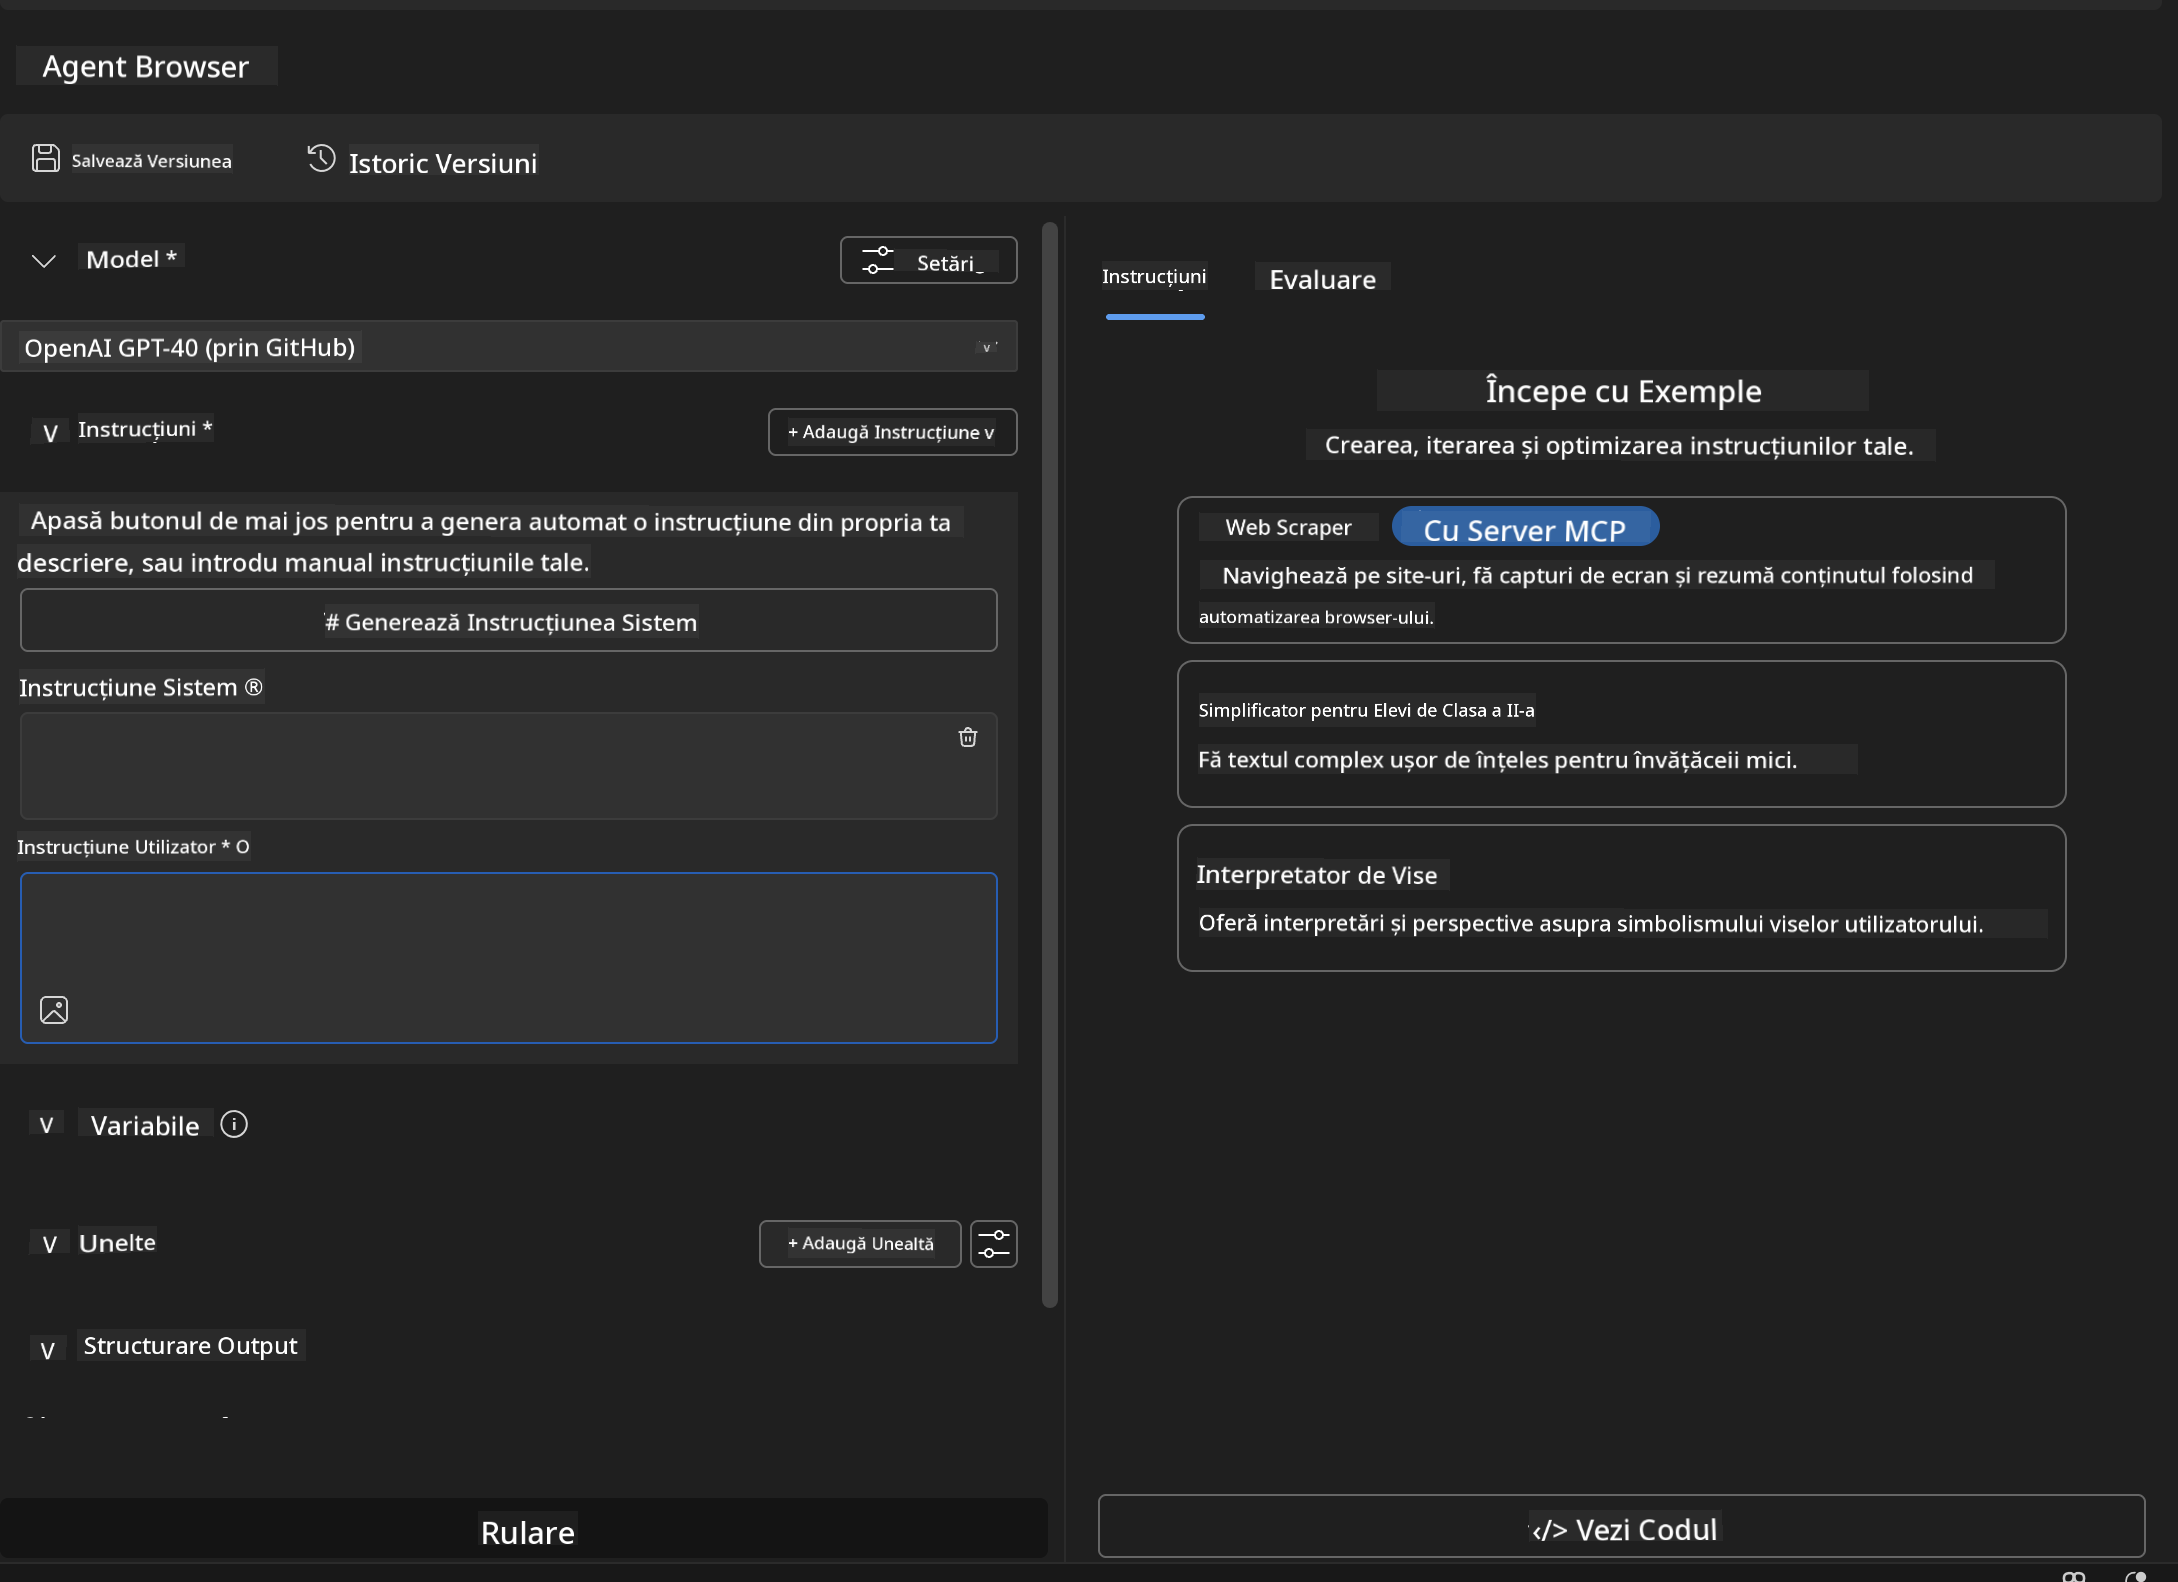 Agent Browser
Salvează Versiunea
Istoric Versiuni
Model *
Setări
OpenAI GPT-40 (prin GitHub)
v
v Instrucțiuni *
+ Adaugă Instrucțiune v
Apasă butonul de mai jos pentru a genera automat o instrucțiune din propria ta
descriere, sau introdu manual instrucțiunile tale.
# Generează Instrucțiunea Sistem
Instrucțiune Sistem ®
Instrucțiune Utilizator * O
v Variabile
v Unelte
+ Adaugă Unealtă
v Structurare Output
Rulare
Instrucțiuni
Evaluare
Începe cu Exemple
Crearea, iterarea și optimizarea instrucțiunilor tale.
Web Scraper
Cu Server MCP
Navighează pe site-uri, fă capturi de ecran și rezumă conținutul folosind
automatizarea browser-ului.
Simplificator pentru Elevi de Clasa a II-a
Fă textul complex ușor de înțeles pentru învățăceii mici.
Interpretator de Vise
Oferă interpretări și perspective asupra simbolismului viselor utilizatorului.
</> Vezi Codul